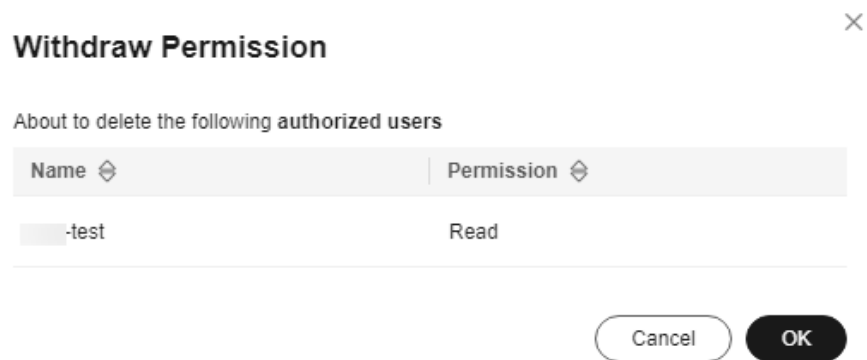 Withdraw Permission
About to delete the following authorized users
Name Permission
-test Read
Cancel OK